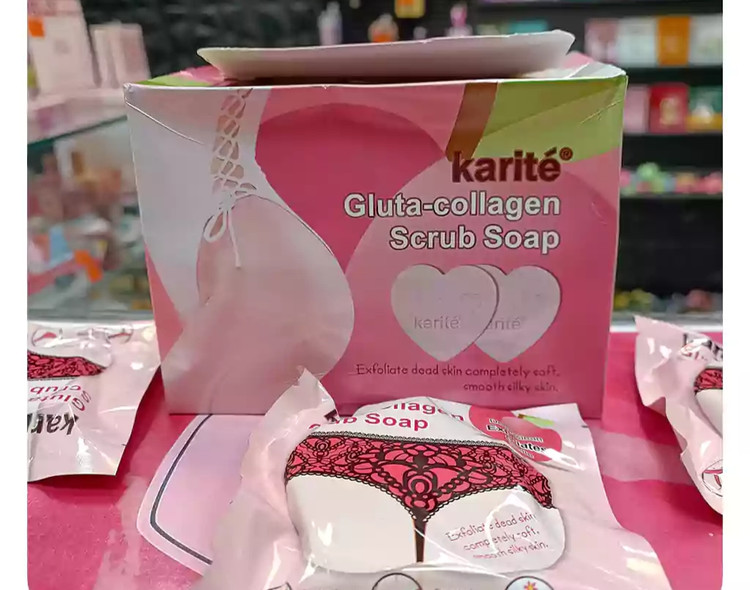 karité®
Gluta-collagen
Scrub Soap
karité
Exfoliate dead skin completely soft,
smooth silky skin.
Soap
Exfoliate dead skin
completely soft,
smooth silky skin.